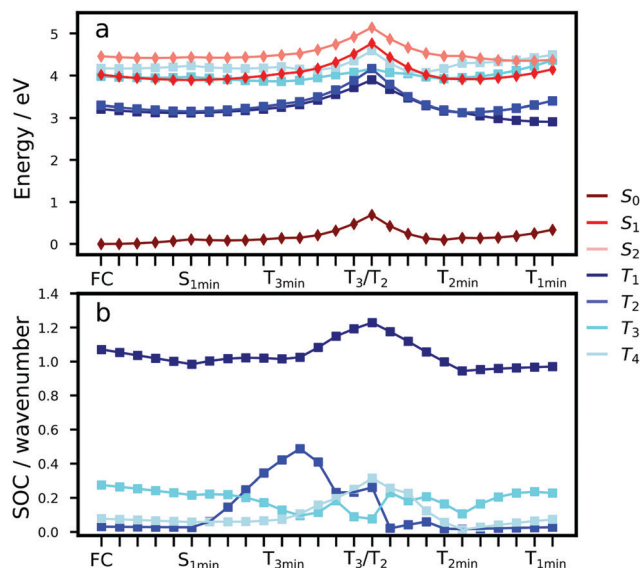 a
Energy / eV
5
4
3
2
1
0
FC S1min T3min T3/T2 T2min T1min
b
SOC / wavenumber
1.4
1.2
1.0
0.8
0.6
0.4
0.2
0.0
FC S1min T3min T3/T2 T2min T1min
S0
S1
S2
T1
T2
T3
T4